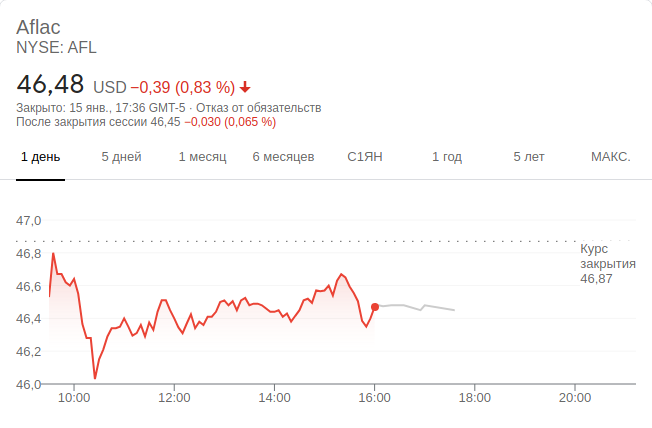 Aflac
NYSE: AFL
46,48 USD −0,39 (0,83 %)
Закрыто: 15 янв., 17:36 GMT-5 · Отказ от обязательств
После закрытия сессии 46,45 −0,030 (0,065 %)
1 день 5 дней 1 месяц 6 месяцев С1ЯН 1 год 5 лет МАКС.
47,0
46,8
46,6
46,4
46,2
46,0
Курс
закрытия
46,87
10:00 12:00 14:00 16:00 18:00 20:00